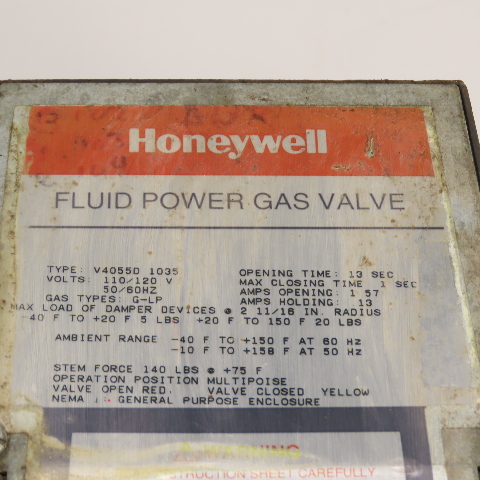 Honeywell
FLUID POWER GAS VALVE
TYPE: V4055D 1035 OPENING TIME: 13 SEC
VOLTS: 110/120 V MAX CLOSING TIME 1 SEC
50/60HZ AMPS OPENING: 1 57
GAS TYPES: G-LP AMPS HOLDING: 13
MAX LOAD OF DAMPER DEVICES @ 2 11/16 IN. RADIUS
-40 F TO +20 F 5 LBS +20 F TO 150 F 20 LBS
AMBIENT RANGE -40 F TO +150 F AT 60 Hz
-10 F TO +158 F AT 50 Hz
STEM FORCE 140 LBS @ +75 F
OPERATION POSITION MULTIPOISE
VALVE OPEN RED. VALVE CLOSED YELLOW
NEMA GENERAL PURPOSE ENCLOSURE
WARNING
SHEET CAREFULLY